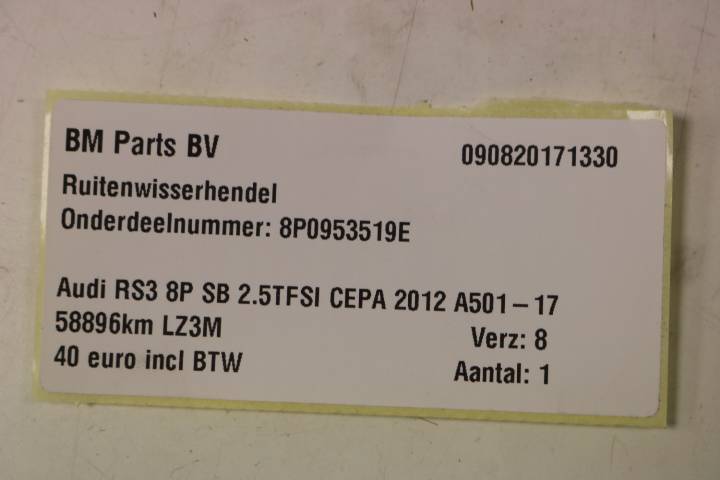 BM Parts BV 090820171330
Ruitenwisserhendel
Onderdeelnummer: 8P0953519E
Audi RS3 8P SB 2.5TFSI CEPA 2012 A501-17
58896km LZ3M Verz: 8
40 euro incl BTW Aantal: 1